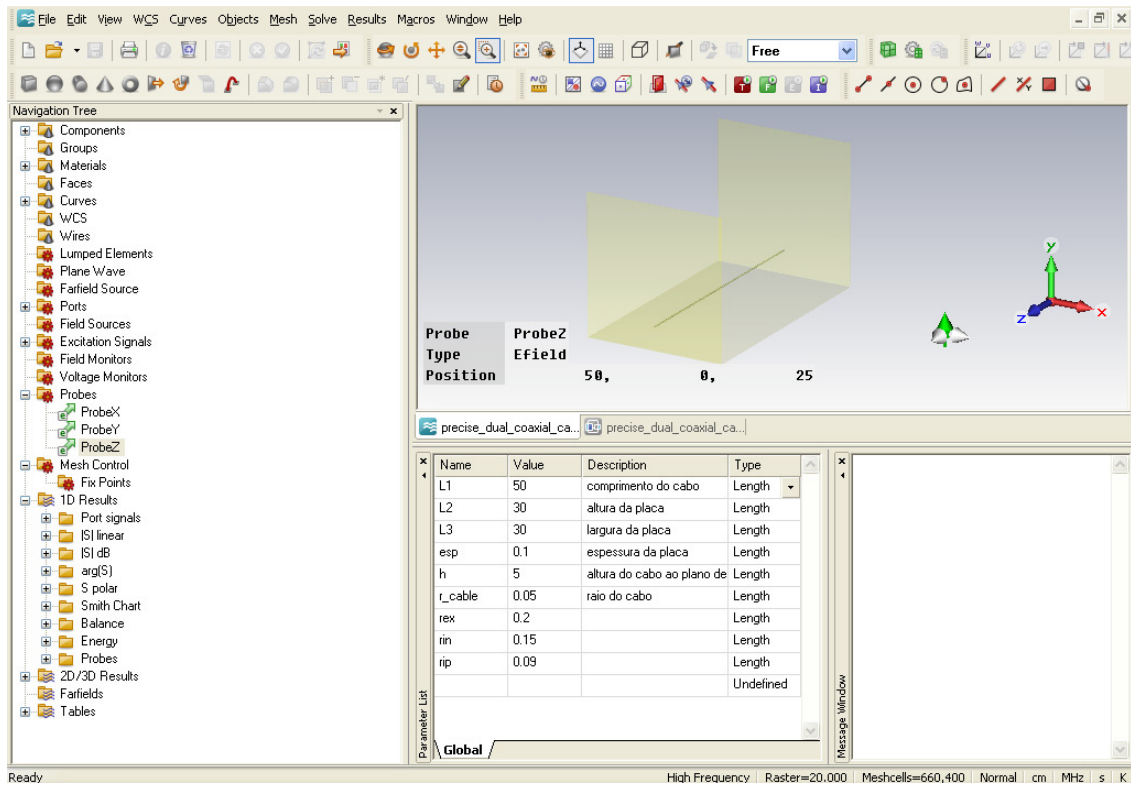 File Edit View WCS Curves Objects Mesh Solve Results Macros Window Help
Free
Navigation Tree
Components
Groups
Materials
Faces
Curves
WCS
Wires
Lumped Elements
Plane Wave
Farfield Source
Ports
Field Sources
Excitation Signals
Field Monitors
Voltage Monitors
Probes
ProbeX
ProbeY
ProbeZ
Mesh Control
Fix Points
1D Results
Port signals
|S| linear
|S| dB
arg(S)
S polar
Smith Chart
Balance
Energy
Probes
2D/3D Results
Farfields
Tables
Y
X
Z
Probe ProbeZ
Type Efield
Position 50, 0, 25
precise_dual_coaxial_ca... precise_dual_coaxial_ca...
Name Value Description Type
L1 50 comprimento do cabo Length
L2 30 altura da placa Length
L3 30 largura da placa Length
esp 0.1 espessura da placa Length
h 5 altura do cabo ao plano de Length
r_cable 0.05 raio do cabo Length
rex 0.2 Length
rin 0.15 Length
rip 0.09 Length
Undefined
Parameter List
Global
Message Window
Ready High Frequency Raster=20.000 Meshcells=660,400 Normal cm MHz s K